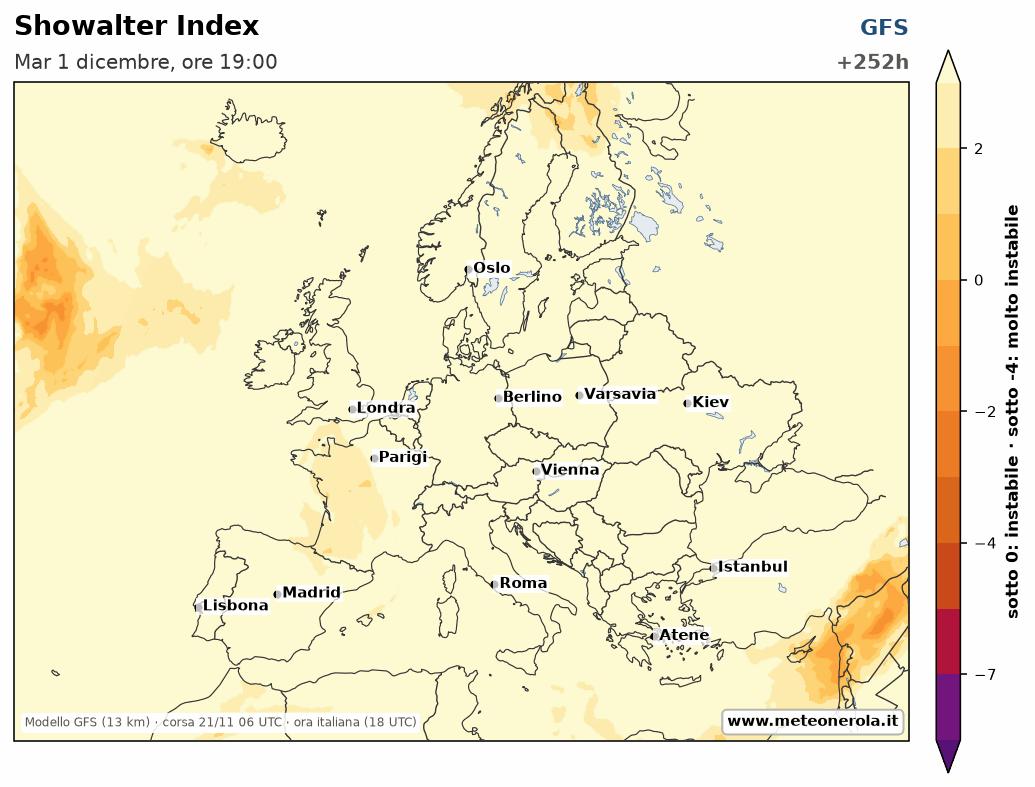 Showalter Index
GFS
Mar 1 dicembre, ore 19:00
+252h
Oslo
Berlino
Varsavia
Kiev
Londra
Parigi
Vienna
Istanbul
Roma
Madrid
Lisbona
Atene
2
0
−2
−4
−7
sotto 0: instabile · sotto -4: molto instabile
Modello GFS (13 km) · corsa 21/11 06 UTC · ora italiana (18 UTC)
www.meteonerola.it